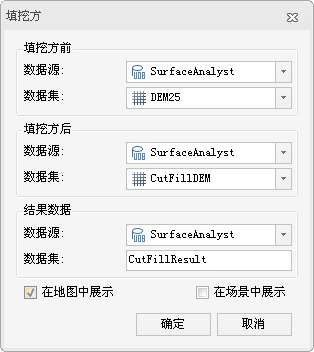 填挖方
填挖方前
数据源: SurfaceAnalyst
数据集: DEM25
填挖方后
数据源: SurfaceAnalyst
数据集: CutFillDEM
结果数据
数据源: SurfaceAnalyst
数据集: CutFillResult
在地图中展示 在场景中展示
确定 取消